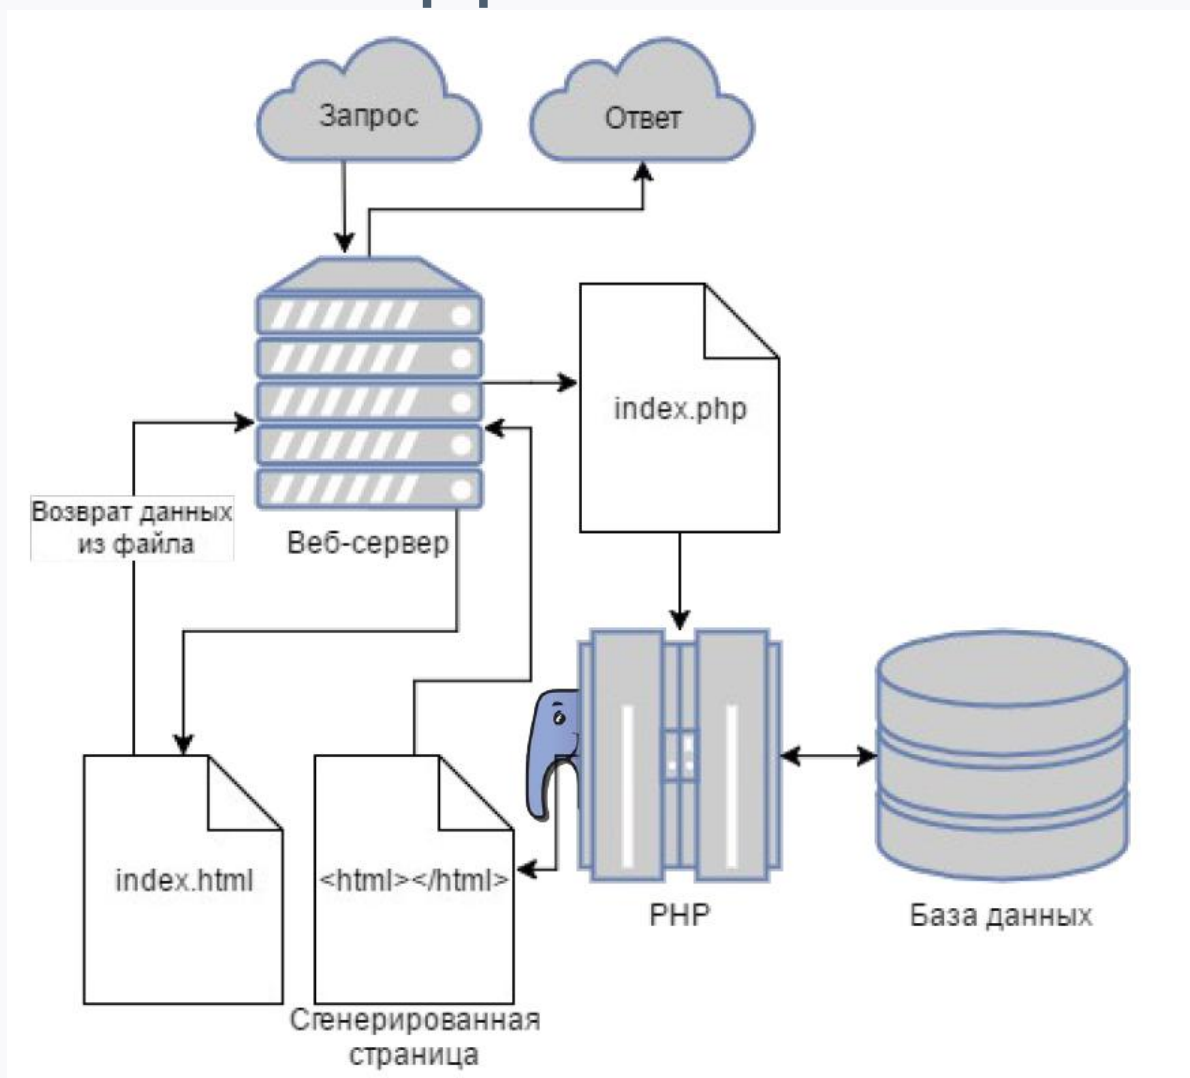 Запрос
Ответ
index.php
Возврат данных
из файла
Веб-сервер
index.html
<html></html>
PHP
База данных
Сгенерированная
страница